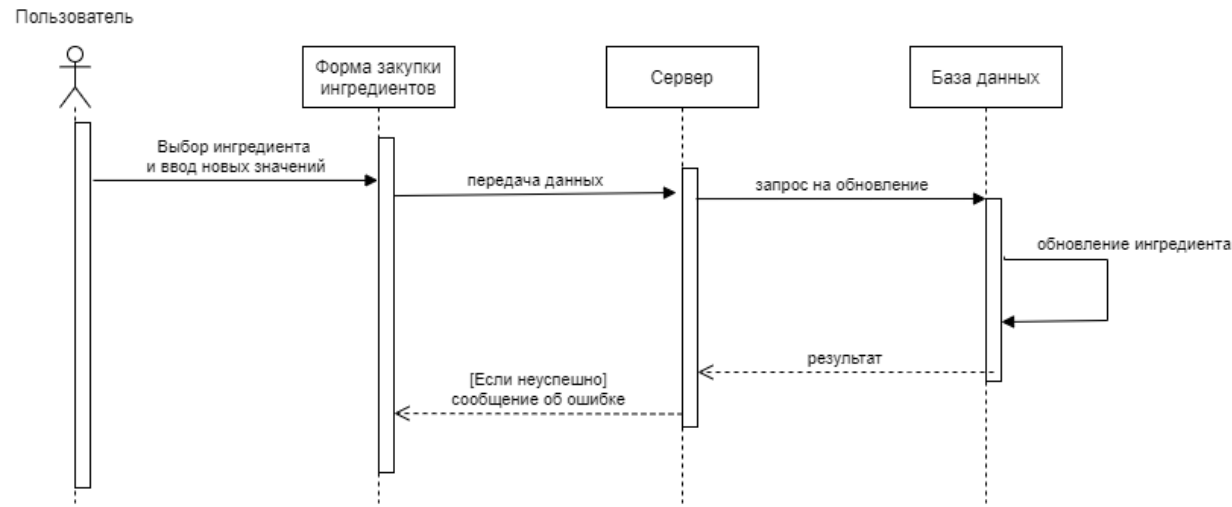 Пользователь
Форма закупки
ингредиентов
Сервер
База данных
Выбор ингредиента
и ввод новых значений
передача данных
запрос на обновление
обновление ингредиента
результат
[Если неуспешно]
сообщение об ошибке